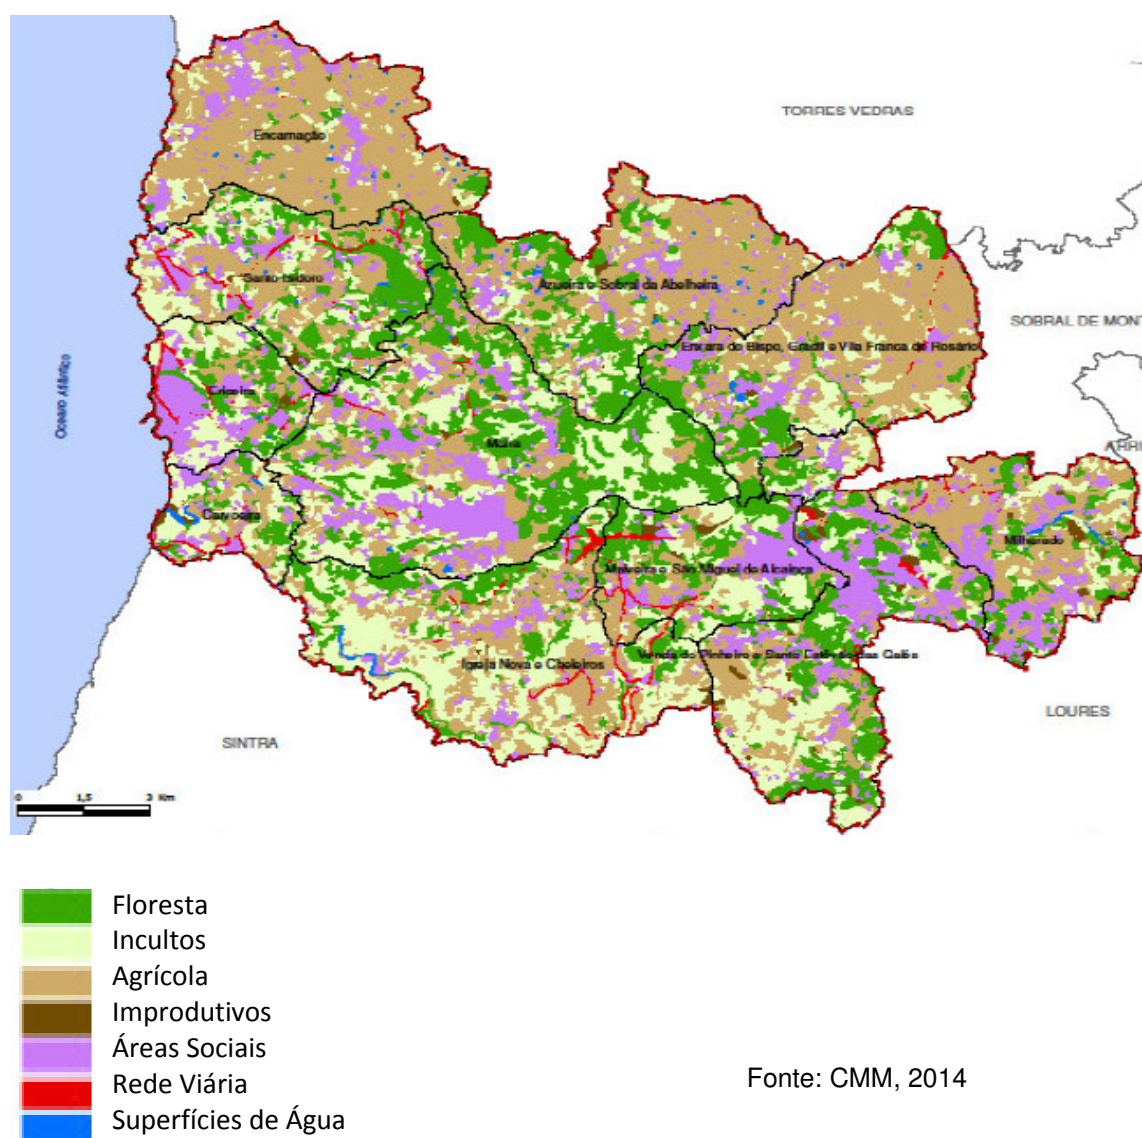 TORRES VEDRAS
Encarnação
Santo Isidoro
Azueira e Sobral da Abelheira
SOBRAL DE MONT
Enxara do Bispo, Gradil e Vila Franca do Rosário
Oceano Atlântico
Ericeira
Mafra
ARRU
Carvoeira
Milharado
Malveira e São Miguel de Alcainça
Venda do Pinheiro e Santo Estêvão das Galés
Igreja Nova e Cheleiros
LOURES
SINTRA
0 1,5 3 Km
Floresta
Incultos
Agrícola
Improdutivos
Áreas Sociais
Rede Viária
Superfícies de Água
Fonte: CMM, 2014